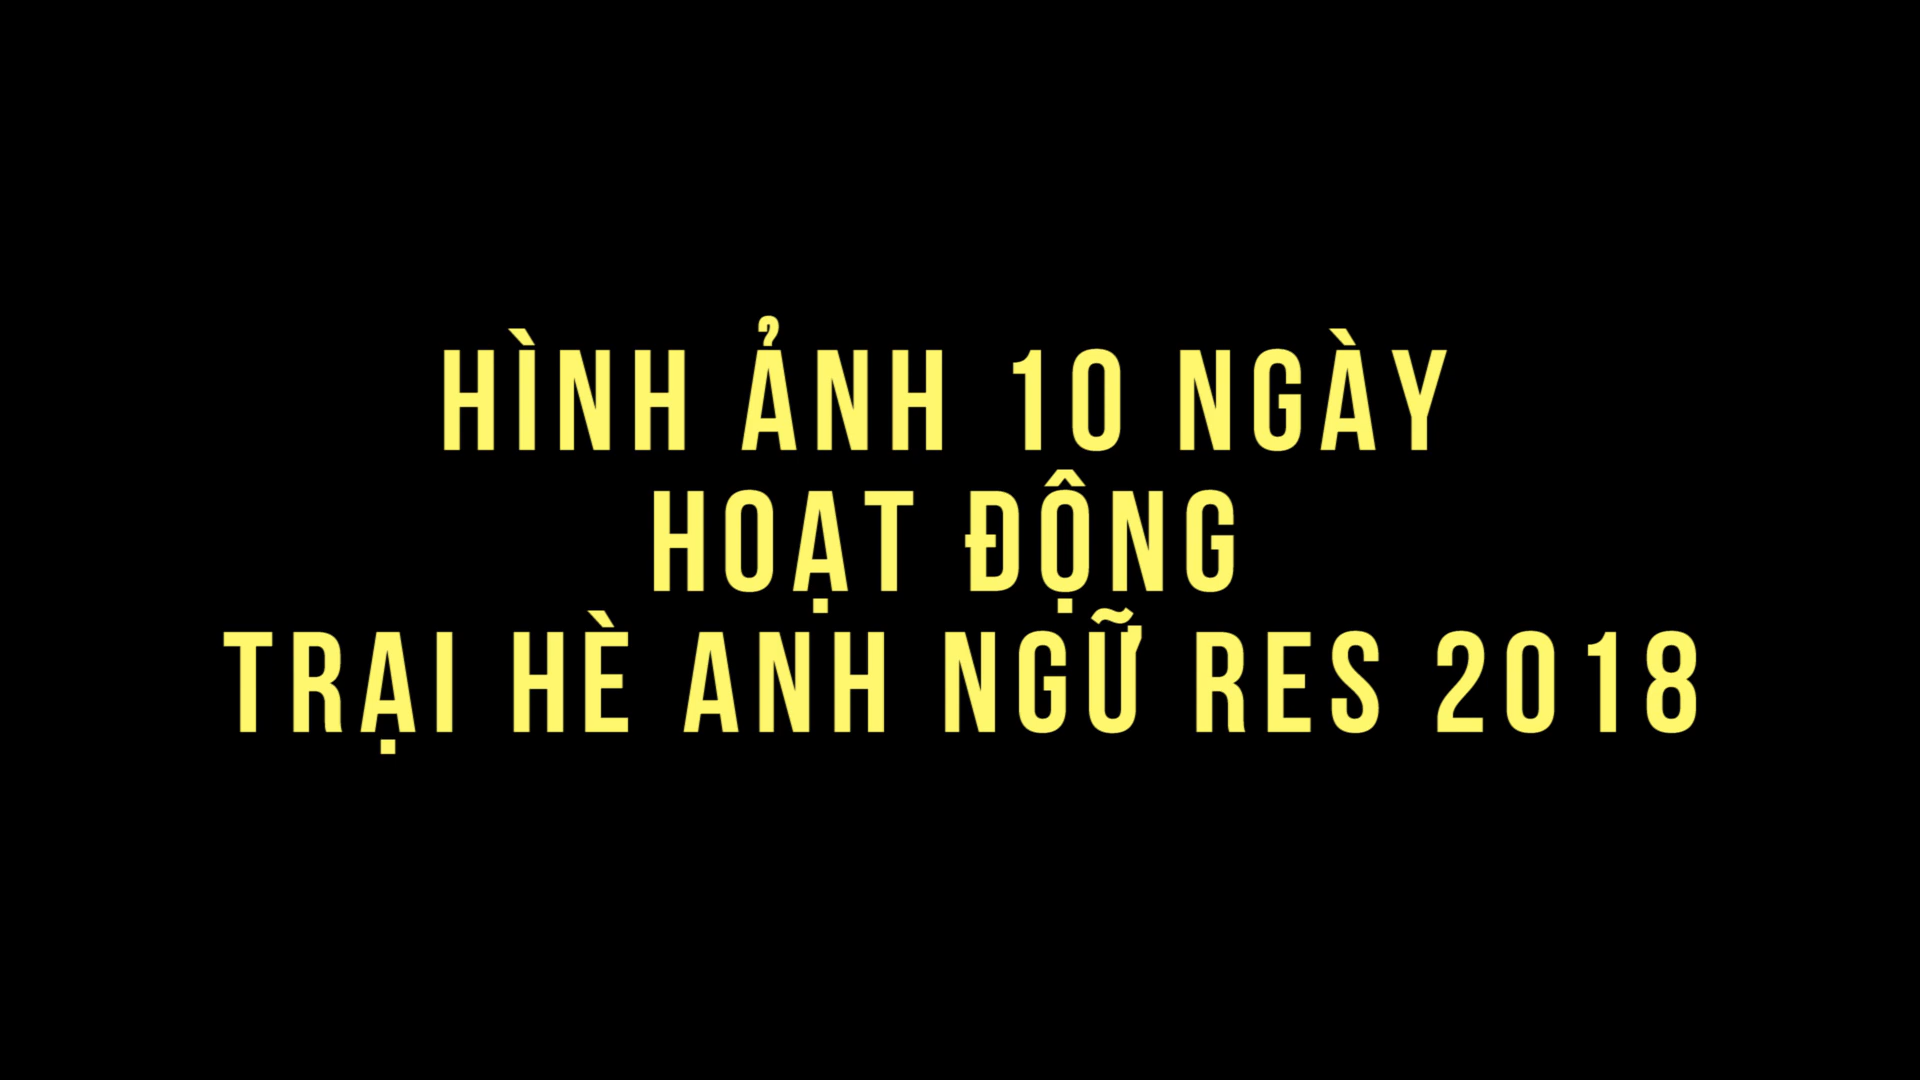 HÌNH ẢNH 10 NGÀY
HOẠT ĐỘNG
TRẠI HÈ ANH NGỮ RES 2018